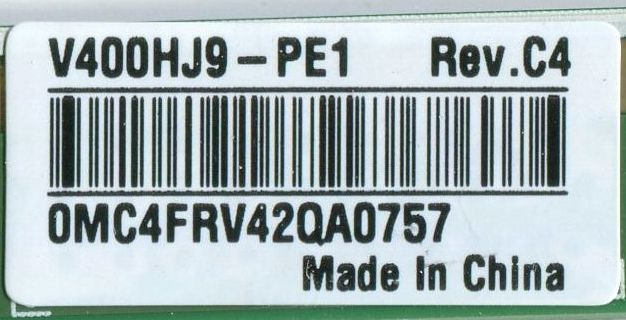 V400HJ9-PE1 Rev.C4
0MC4FRV42QA0757
Made In China